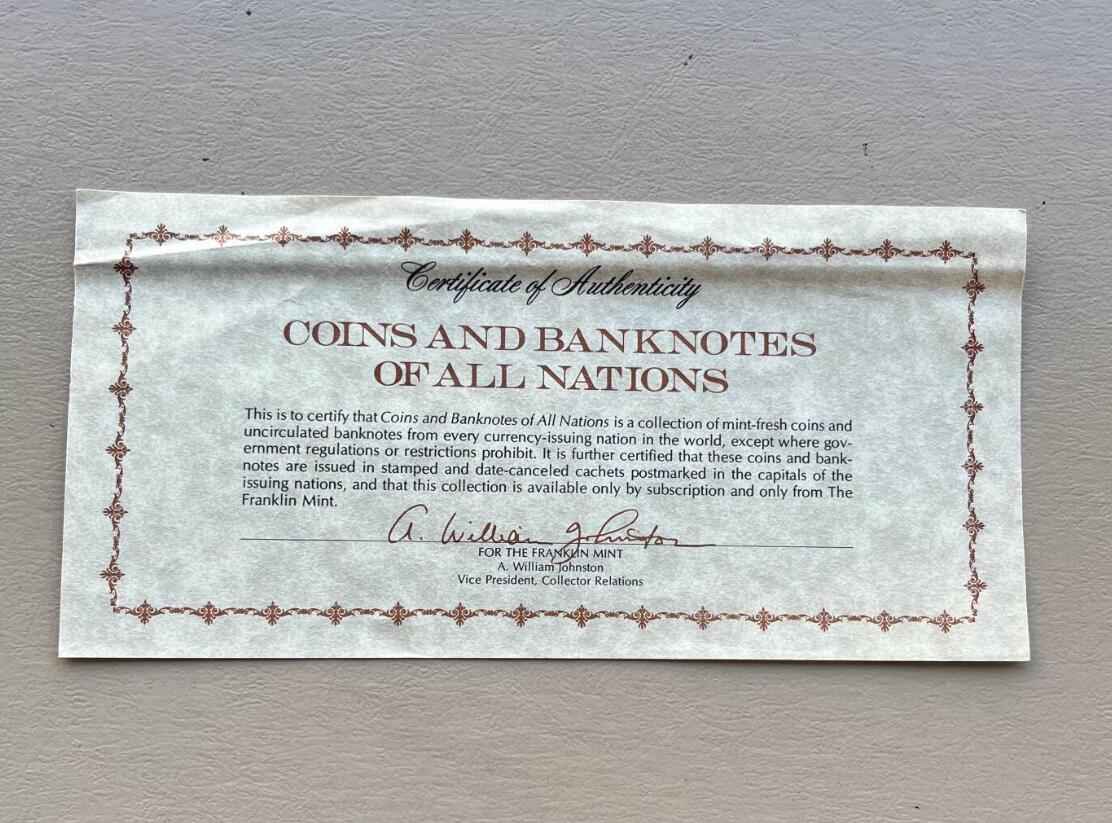 Certificate of Authenticity
COINS AND BANKNOTES
OF ALL NATIONS
This is to certify that Coins and Banknotes of All Nations is a collection of mint-fresh coins and
uncirculated banknotes from every currency-issuing nation in the world, except where gov-
ernment regulations or restrictions prohibit. It is further certified that these coins and bank-
notes are issued in stamped and date-canceled cachets postmarked in the capitals of the
issuing nations, and that this collection is available only by subscription and only from The
Franklin Mint.
A. William Johnston
FOR THE FRANKLIN MINT
A. William Johnston
Vice President, Collector Relations